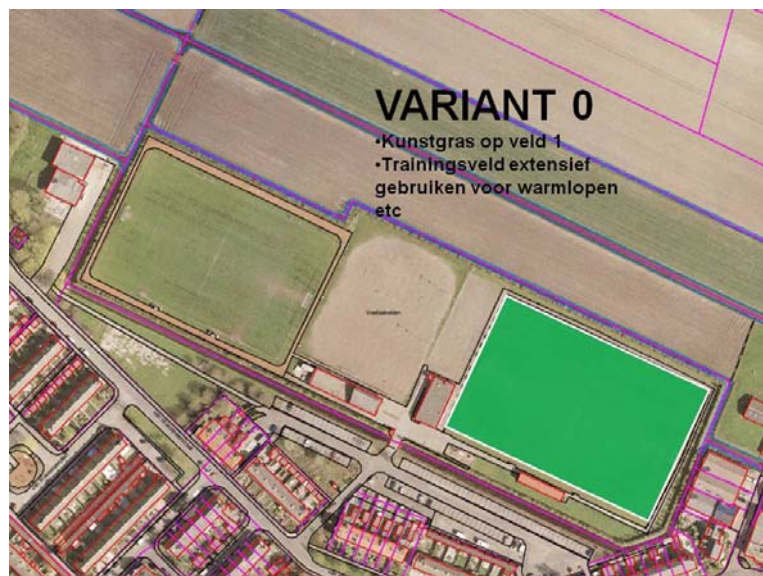 VARIANT 0
•Kunstgras op veld 1
•Trainingsveld extensief
gebruiken voor warmlopen
etc